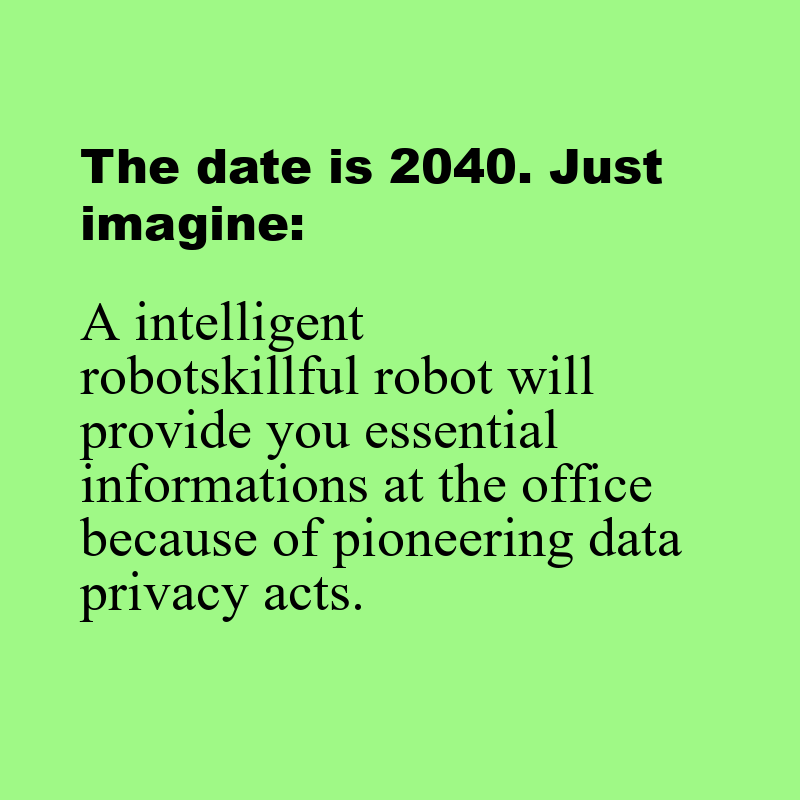 The date is 2040. Just
imagine:
A intelligent
robotskillful robot will
provide you essential
informations at the office
because of pioneering data
privacy acts.